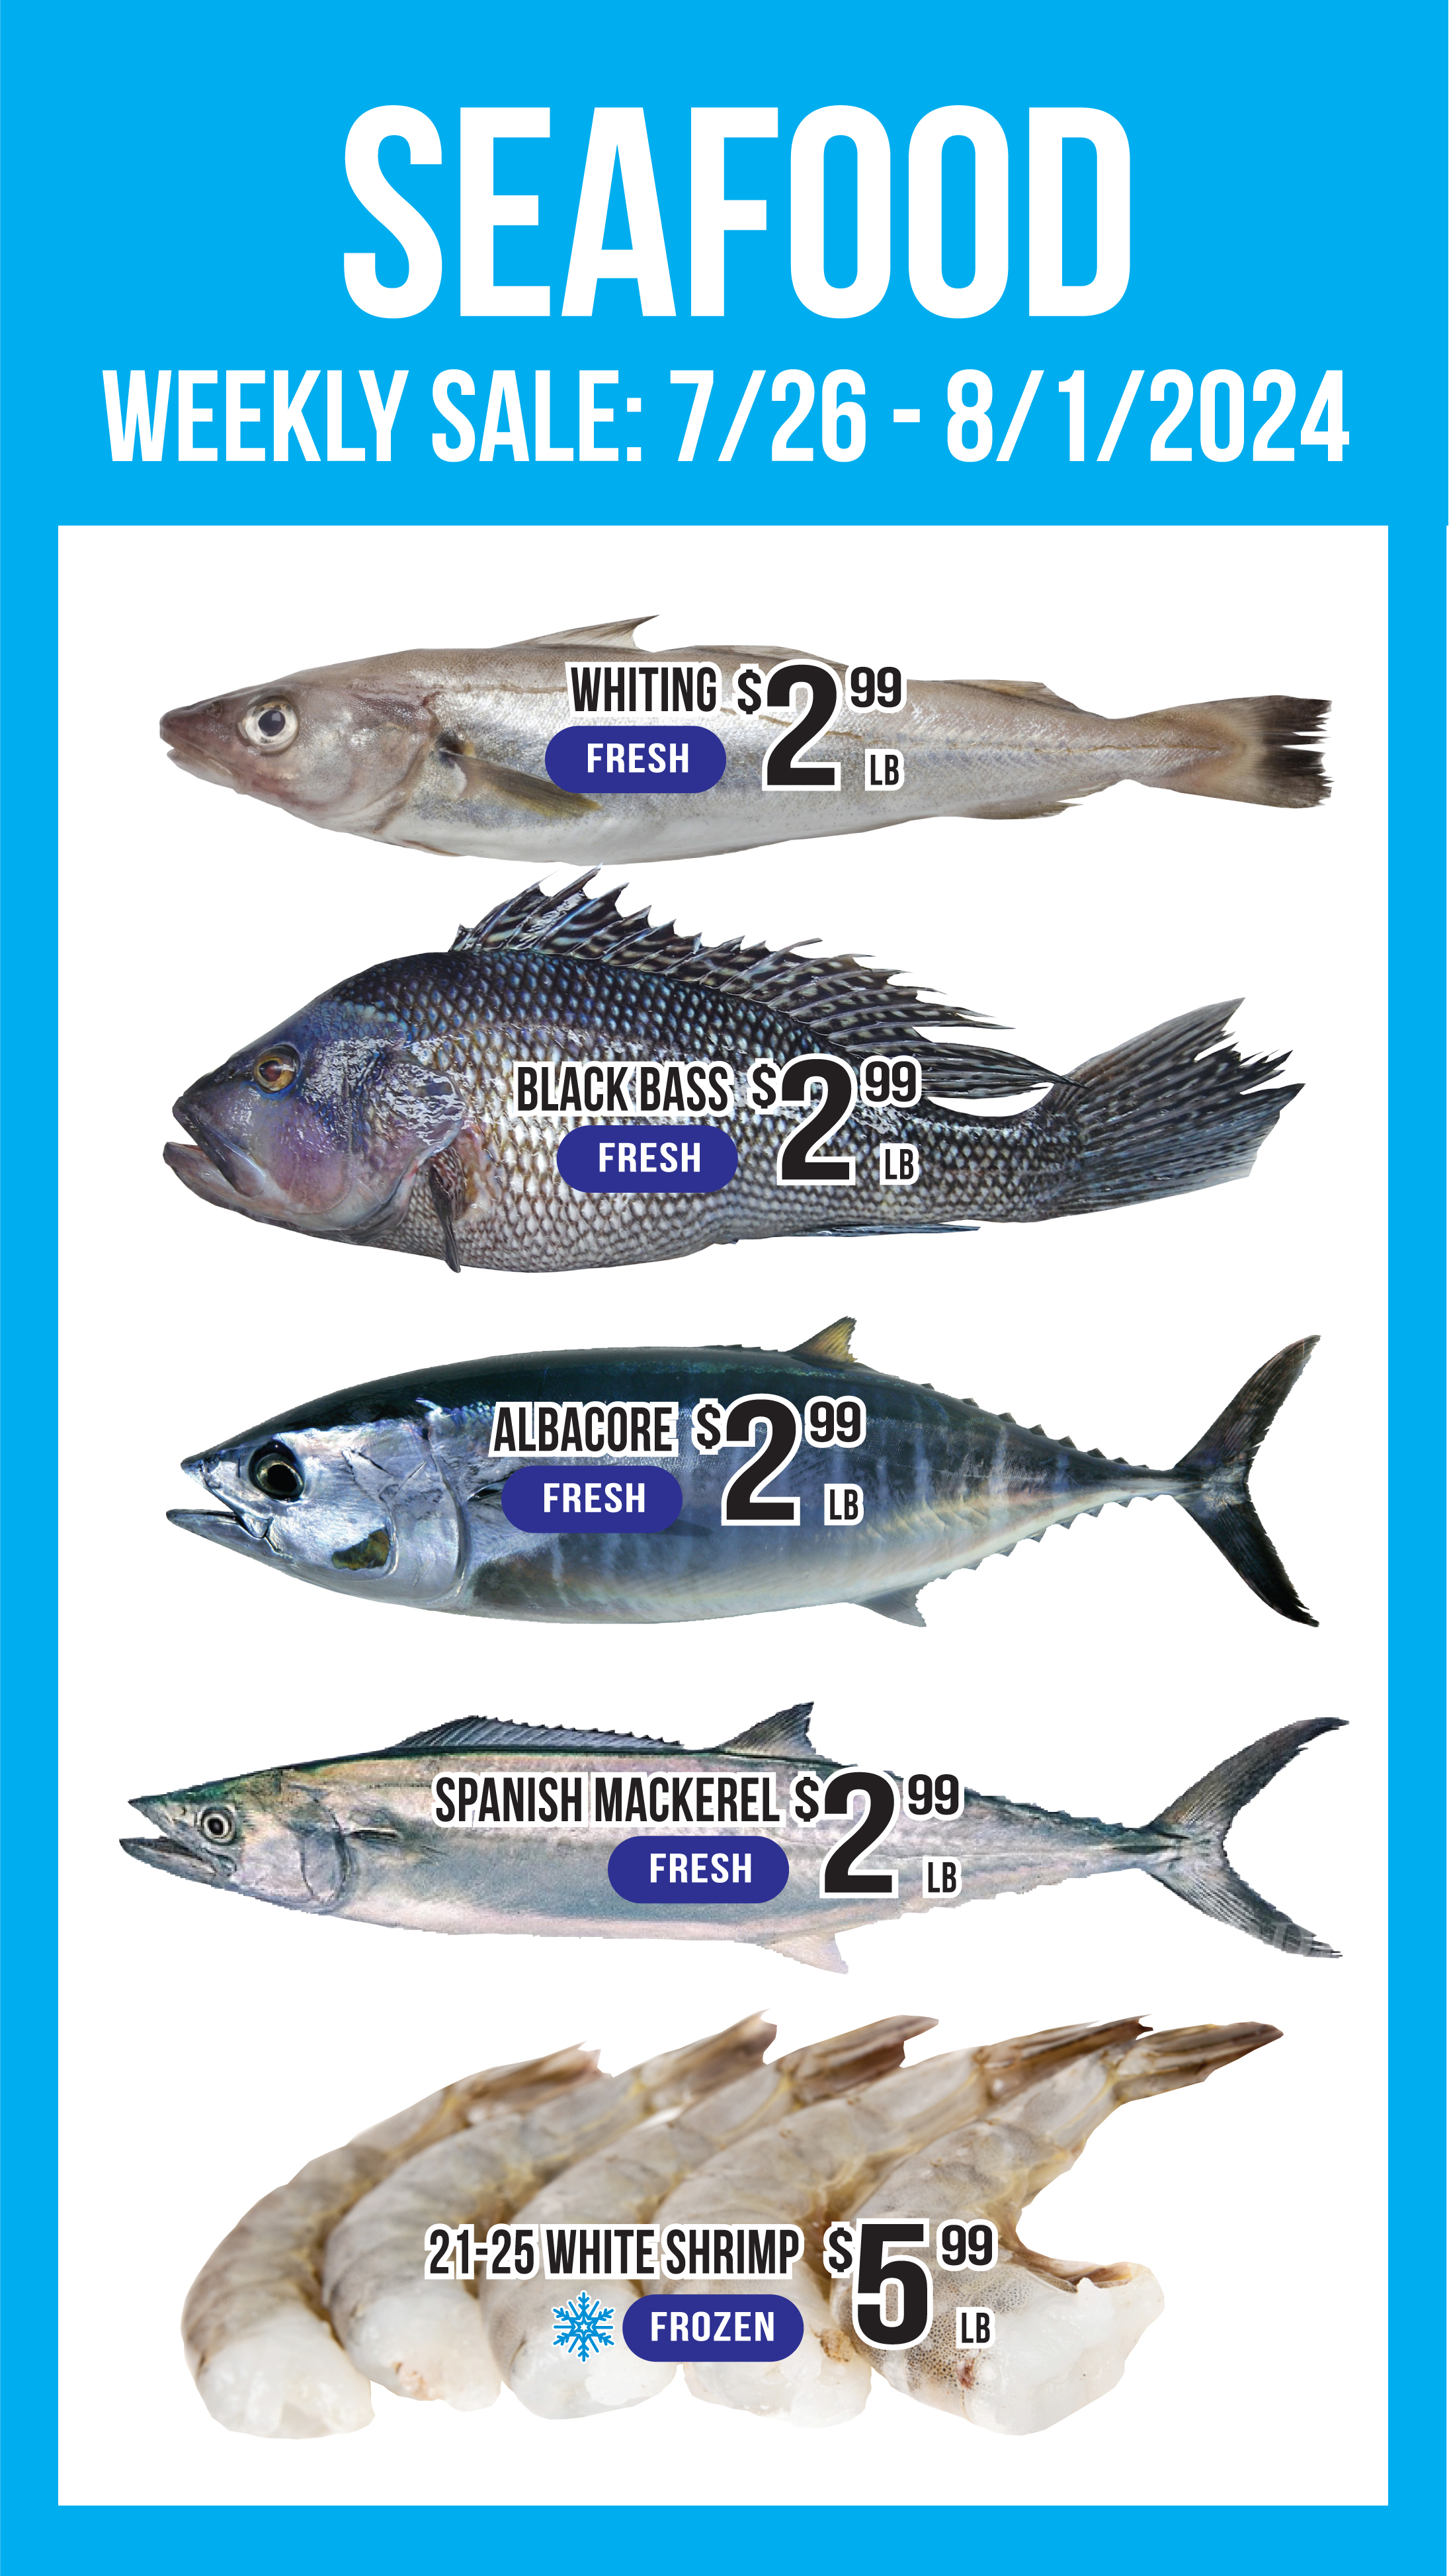 SEAFOOD
WEEKLY SALE: 7/26 - 8/1/2024
WHITING $2 99
FRESH LB
BLACK BASS $2 99
FRESH LB
ALBACORE $2 99
FRESH LB
SPANISH MACKEREL $2 99
FRESH LB
21-25 WHITE SHRIMP $5 99
FROZEN LB